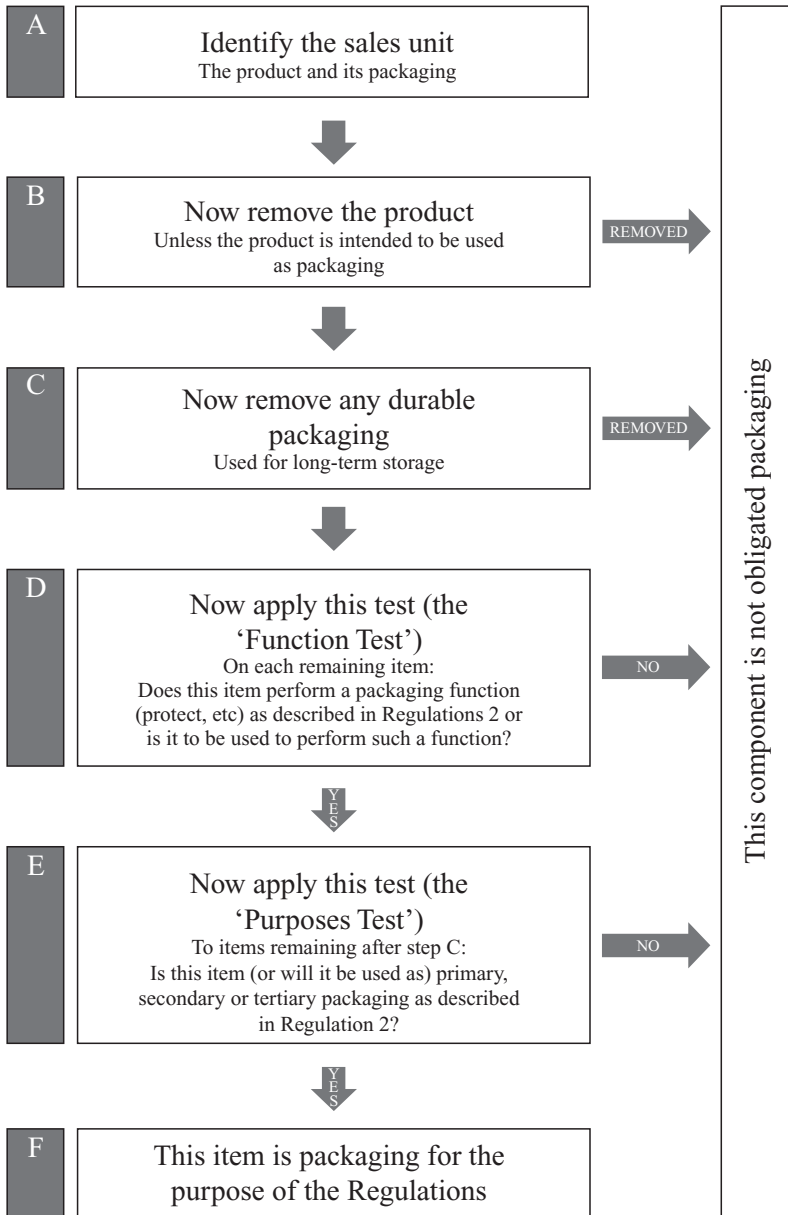 A
Identify the sales unit
The product and its packaging
B
Now remove the product
Unless the product is intended to be used
as packaging
REMOVED
C
Now remove any durable
packaging
Used for long-term storage
REMOVED
D
Now apply this test (the
‘Function Test’)
On each remaining item:
Does this item perform a packaging function
(protect, etc) as described in Regulations 2 or
is it to be used to perform such a function?
NO
YES
E
Now apply this test (the
‘Purposes Test’)
To items remaining after step C:
Is this item (or will it be used as) primary,
secondary or tertiary packaging as described
in Regulation 2?
NO
YES
F
This item is packaging for the
purpose of the Regulations
This component is not obligated packaging